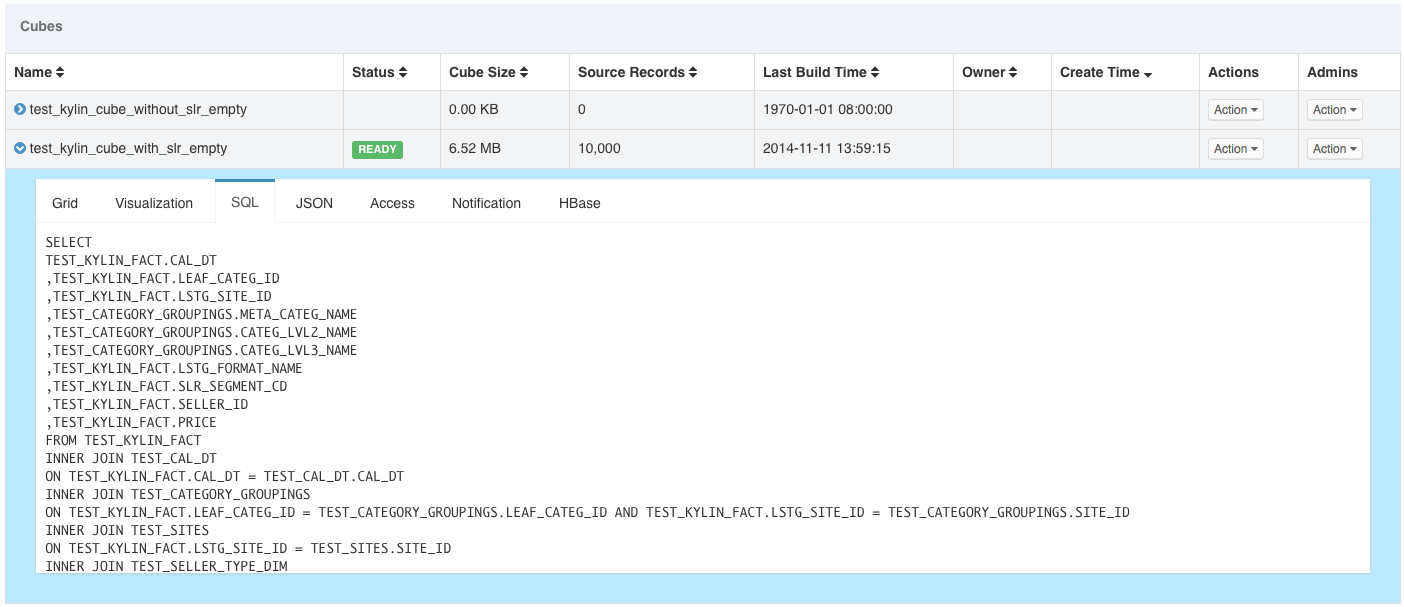 Cubes
Name Status Cube Size Source Records Last Build Time Owner Create Time Actions Admins
test_kylin_cube_without_slr_empty 0.00 KB 0 1970-01-01 08:00:00 Action Action
test_kylin_cube_with_slr_empty READY 6.52 MB 10,000 2014-11-11 13:59:15 Action Action
Grid Visualization SQL JSON Access Notification HBase
SELECT
TEST_KYLIN_FACT.CAL_DT
,TEST_KYLIN_FACT.LEAF_CATEG_ID
,TEST_KYLIN_FACT.LSTG_SITE_ID
,TEST_CATEGORY_GROUPINGS.META_CATEG_NAME
,TEST_CATEGORY_GROUPINGS.CATEG_LVL2_NAME
,TEST_CATEGORY_GROUPINGS.CATEG_LVL3_NAME
,TEST_KYLIN_FACT.LSTG_FORMAT_NAME
,TEST_KYLIN_FACT.SLR_SEGMENT_CD
,TEST_KYLIN_FACT.SELLER_ID
,TEST_KYLIN_FACT.PRICE
FROM TEST_KYLIN_FACT
INNER JOIN TEST_CAL_DT
ON TEST_KYLIN_FACT.CAL_DT = TEST_CAL_DT.CAL_DT
INNER JOIN TEST_CATEGORY_GROUPINGS
ON TEST_KYLIN_FACT.LEAF_CATEG_ID = TEST_CATEGORY_GROUPINGS.LEAF_CATEG_ID AND TEST_KYLIN_FACT.LSTG_SITE_ID = TEST_CATEGORY_GROUPINGS.SITE_ID
INNER JOIN TEST_SITES
ON TEST_KYLIN_FACT.LSTG_SITE_ID = TEST_SITES.SITE_ID
INNER JOIN TEST_SELLER_TYPE_DIM